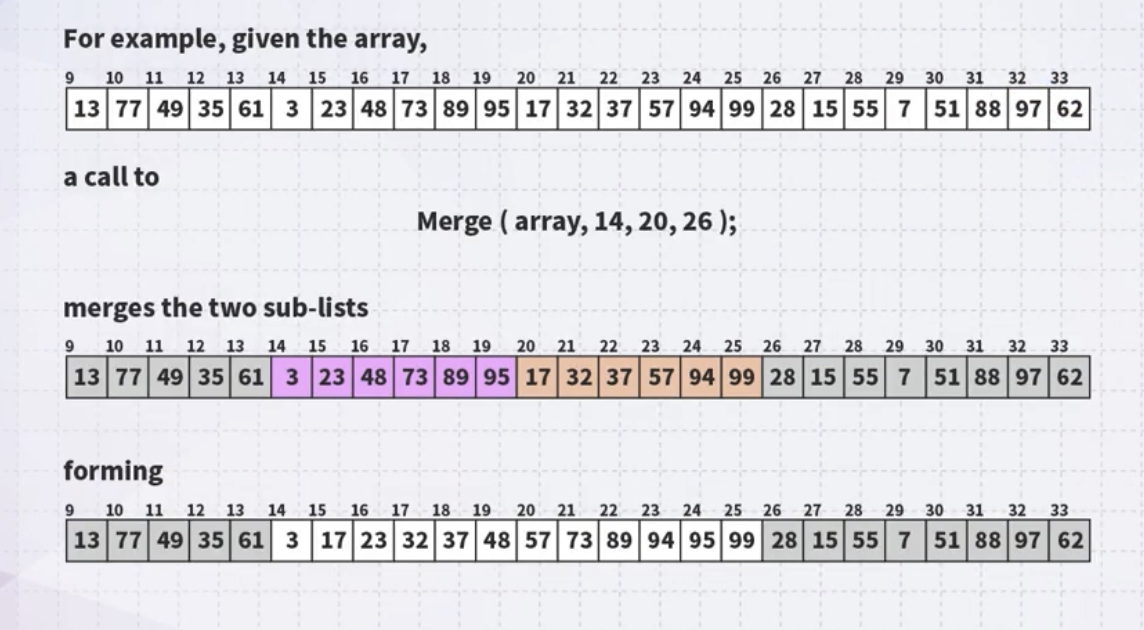 For example, given the array,
9 10 11 12 13 14 15 16 17 18 19 20 21 22 23 24 25 26 27 28 29 30 31 32 33
13 77 49 35 61 3 23 48 73 89 95 17 32 37 57 94 99 28 15 55 7 51 88 97 62
a call to
Merge ( array, 14, 20, 26 );
merges the two sub-lists
9 10 11 12 13 14 15 16 17 18 19 20 21 22 23 24 25 26 27 28 29 30 31 32 33
13 77 49 35 61 3 23 48 73 89 95 17 32 37 57 94 99 28 15 55 7 51 88 97 62
forming
9 10 11 12 13 14 15 16 17 18 19 20 21 22 23 24 25 26 27 28 29 30 31 32 33
13 77 49 35 61 3 17 23 32 37 48 57 73 89 94 95 99 28 15 55 7 51 88 97 62